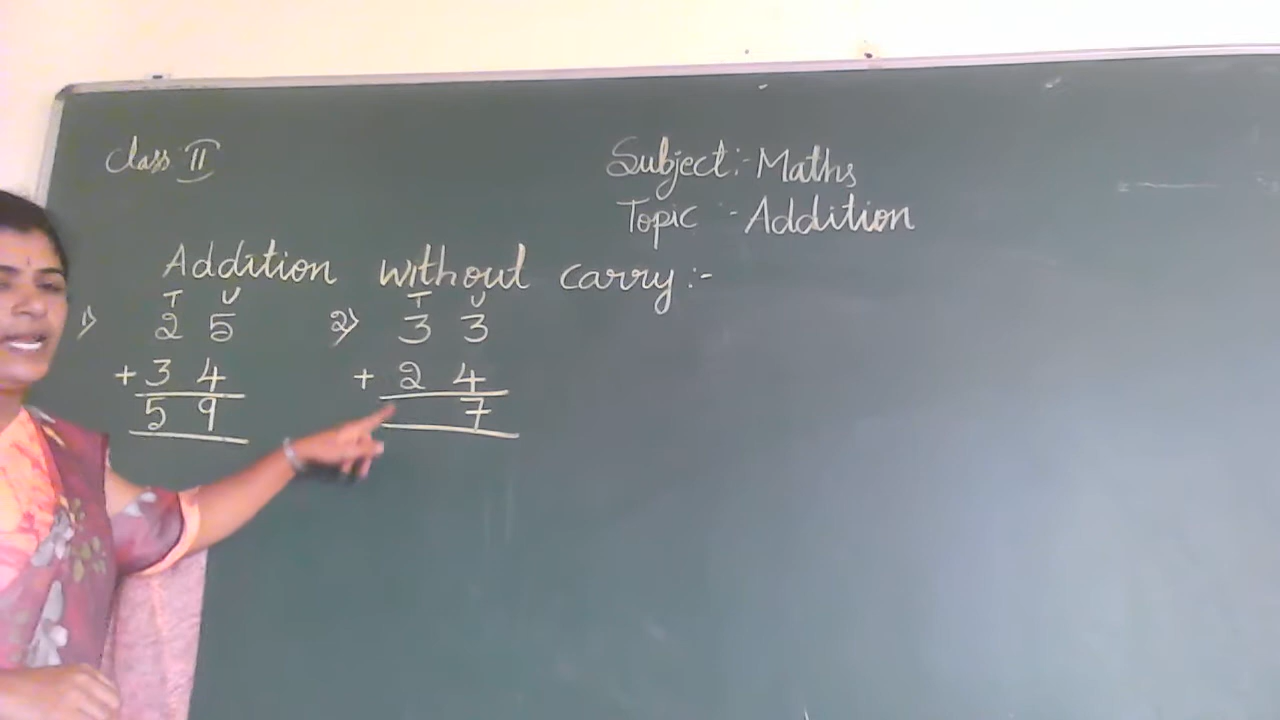 Class II
Subject:- Maths
Topic :- Addition
Addition without carry:-
T U T U
1) 2 5 2) 3 3
+ 3 4 + 2 4
5 9 7